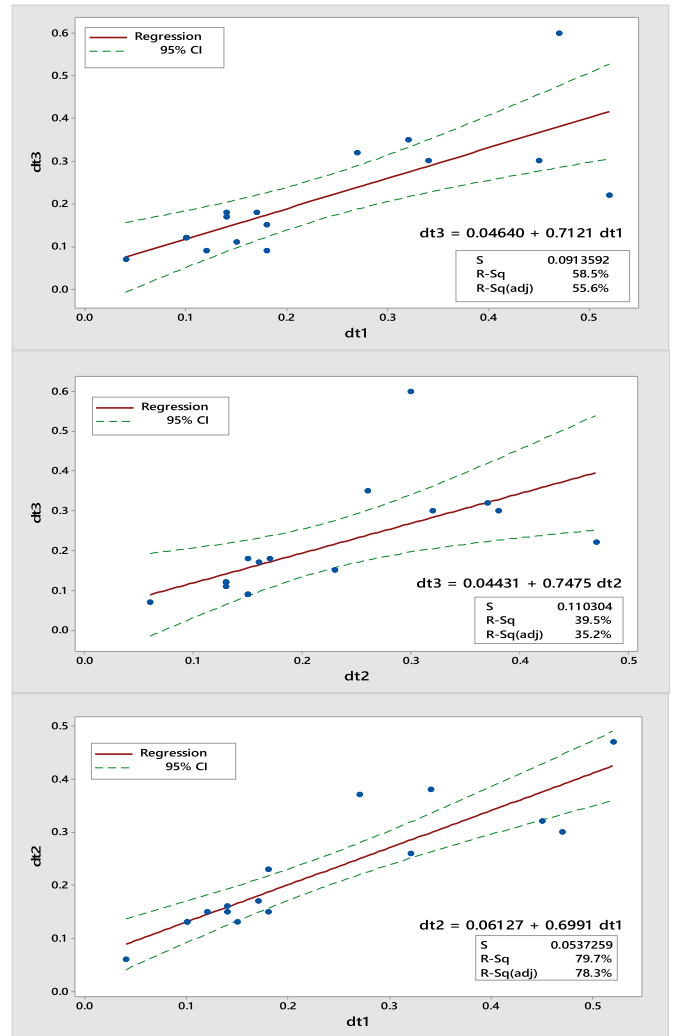 0.6
Regression
95% CI
0.5
0.4
dt3
0.3
0.2
dt3 = 0.04640 + 0.7121 dt1
0.1
S 0.0913592
R-Sq 58.5%
R-Sq(adj) 55.6%
0.0
0.0 0.1 0.2 0.3 0.4 0.5
dt1
0.6
Regression
95% CI
0.5
0.4
dt3
0.3
0.2
dt3 = 0.04431 + 0.7475 dt2
0.1
S 0.110304
R-Sq 39.5%
R-Sq(adj) 35.2%
0.0
0.0 0.1 0.2 0.3 0.4 0.5
dt2
0.5
Regression
95% CI
0.4
0.3
dt2
0.2
dt2 = 0.06127 + 0.6991 dt1
0.1
S 0.0537259
R-Sq 79.7%
R-Sq(adj) 78.3%
0.0
0.0 0.1 0.2 0.3 0.4 0.5
dt1